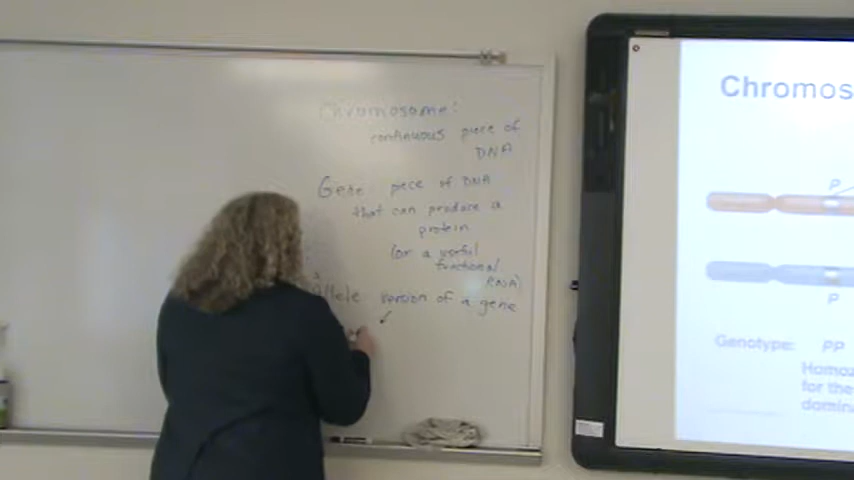 Chromosome:
continuous piece of
DNA
Gene piece of DNA
that can produce a
protein
(or a useful
functional
RNA)
Allele version of a gene
Chromos
P
P
Genotype: PP
Homoz
for the
domina